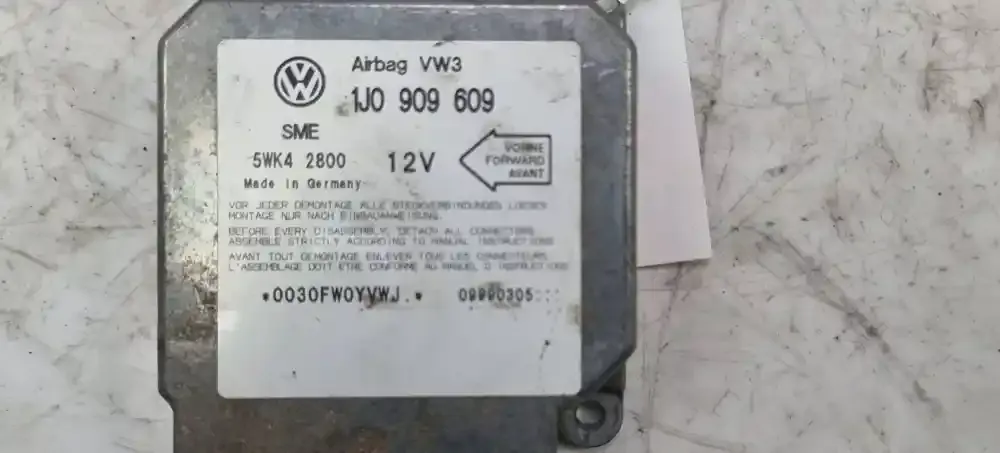 VW
Airbag VW3
1J0 909 609
SME
5WK4 2800
12V
VORNE
FORWARD
AVANT
Made in Germany
VOR JEDER DEMONTAGE ALLE STECKVERBINDUNGEN LOESEN
MONTAGE NUR NACH EINBAUANWEISUNG.
BEFORE EVERY DISASSEMBLY, DETACH ALL CONNECTORS
ASSEMBLE STRICTLY ACCORDING TO MANUAL INSTRUCTIONS
AVANT TOUT DEMONTAGE ENLEVER TOUS LES CONNECTEURS
L'ASSEMBLAGE DOIT ETRE CONFORME AU MANUEL D'INSTRUCTIONS
*0030FW0YVWJ.*
09990305